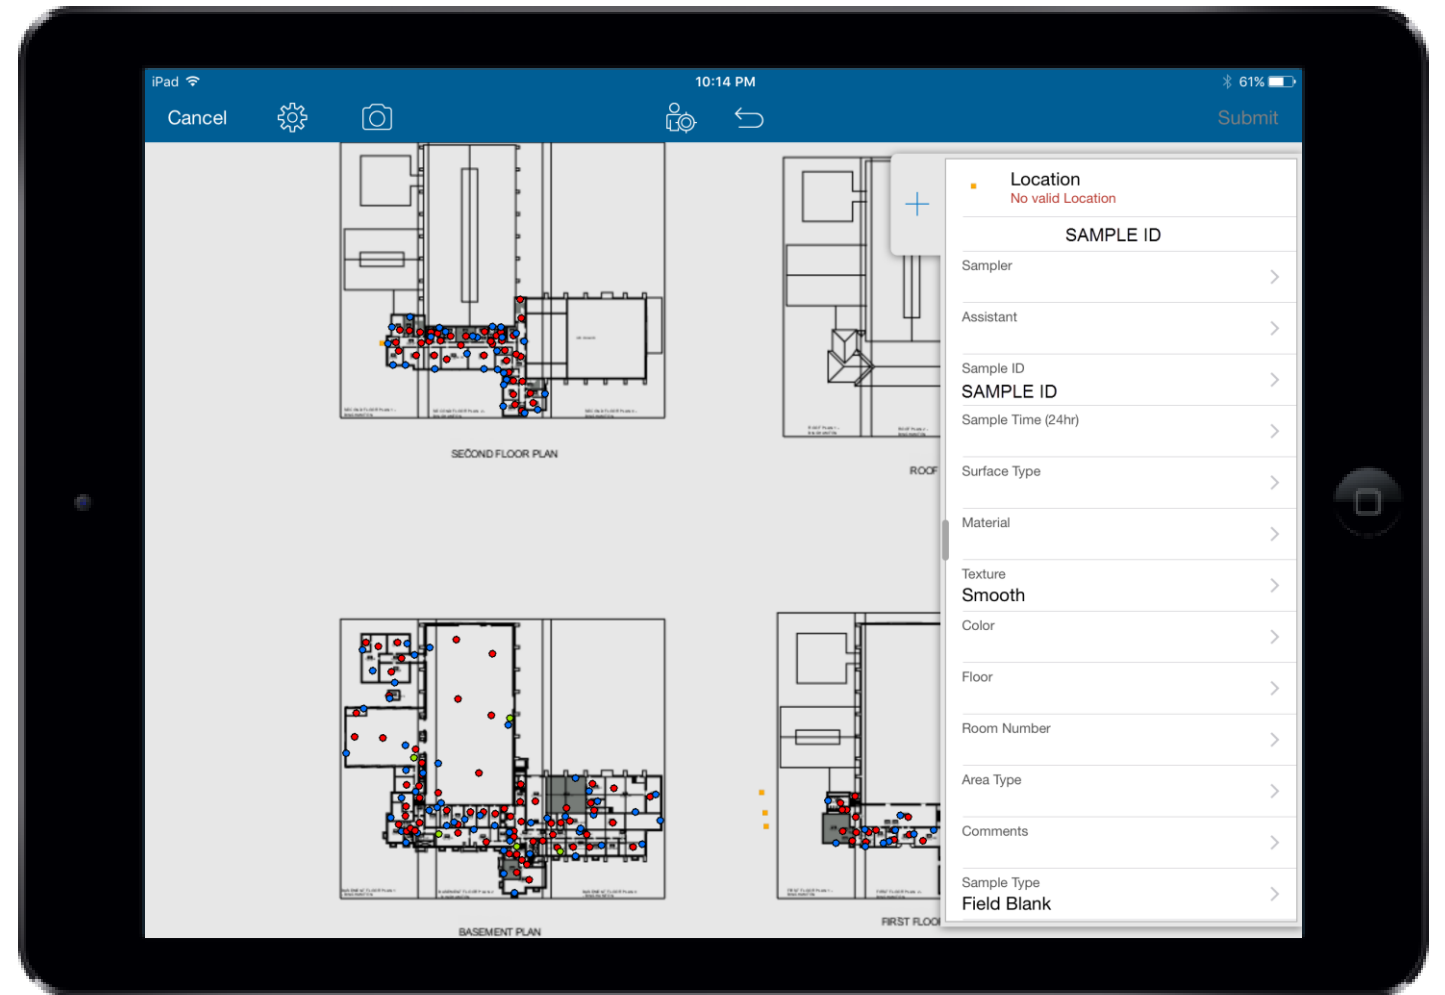 iPad
10:14 PM
61%
Cancel
Submit
Location
No valid Location
SAMPLE ID
Sampler
Assistant
Sample ID
SAMPLE ID
Sample Time (24hr)
Surface Type
Material
Texture
Smooth
Color
Floor
Room Number
Area Type
Comments
Sample Type
Field Blank
SECOND FLOOR PLAN
ROOF
BASEMENT PLAN
FIRST FLOO